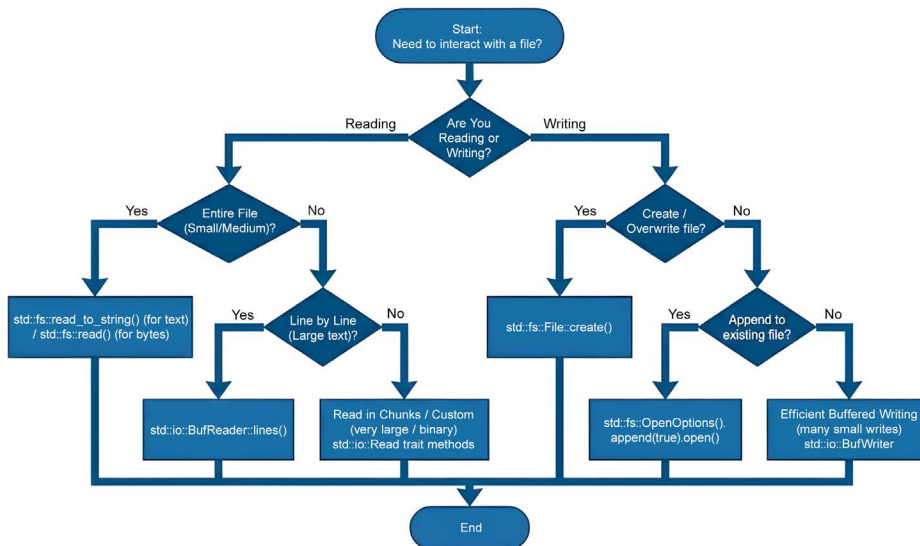 Start:
Need to interact with a file?
Are You
Reading or
Writing?
Reading
Writing
Entire File
(Small/Medium)?
Yes
No
Create /
Overwrite file?
Yes
No
std::fs::read_to_string() (for text)
/ std::fs::read() (for bytes)
Line by Line
(Large text)?
Yes
No
std::fs::File::create()
Append to
existing file?
Yes
No
std::io::BufReader::lines()
Read in Chunks / Custom
(very large / binary)
std::io::Read trait methods
std::fs::OpenOptions().
append(true).open()
Efficient Buffered Writing
(many small writes)
std::io::BufWriter
End